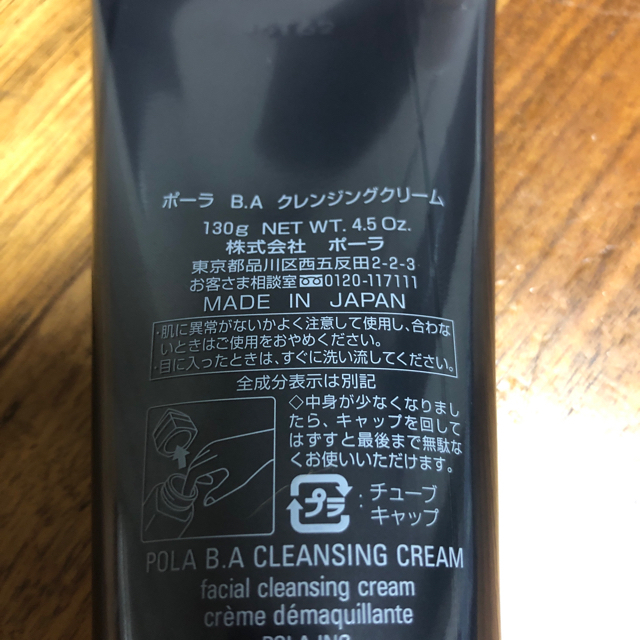 ポーラ B.A クレンジングクリーム
130g NET WT. 4.5 Oz.
株式会社 ポーラ
東京都品川区西五反田2-2-3
お客さま相談室 0120-117111
MADE IN JAPAN
・肌に異常がないかよく注意して使用し、合わな
いときはご使用をおやめください。
・目に入ったときは、すぐに洗い流してください。
全成分表示は別記
◇中身が少なくなりまし
たら、キャップを回して
はずすと最後まで無駄な
くお使いいただけます。
プラ : チューブ
キャップ
POLA B.A CLEANSING CREAM
facial cleansing cream
crème démaquillante
POLA INC